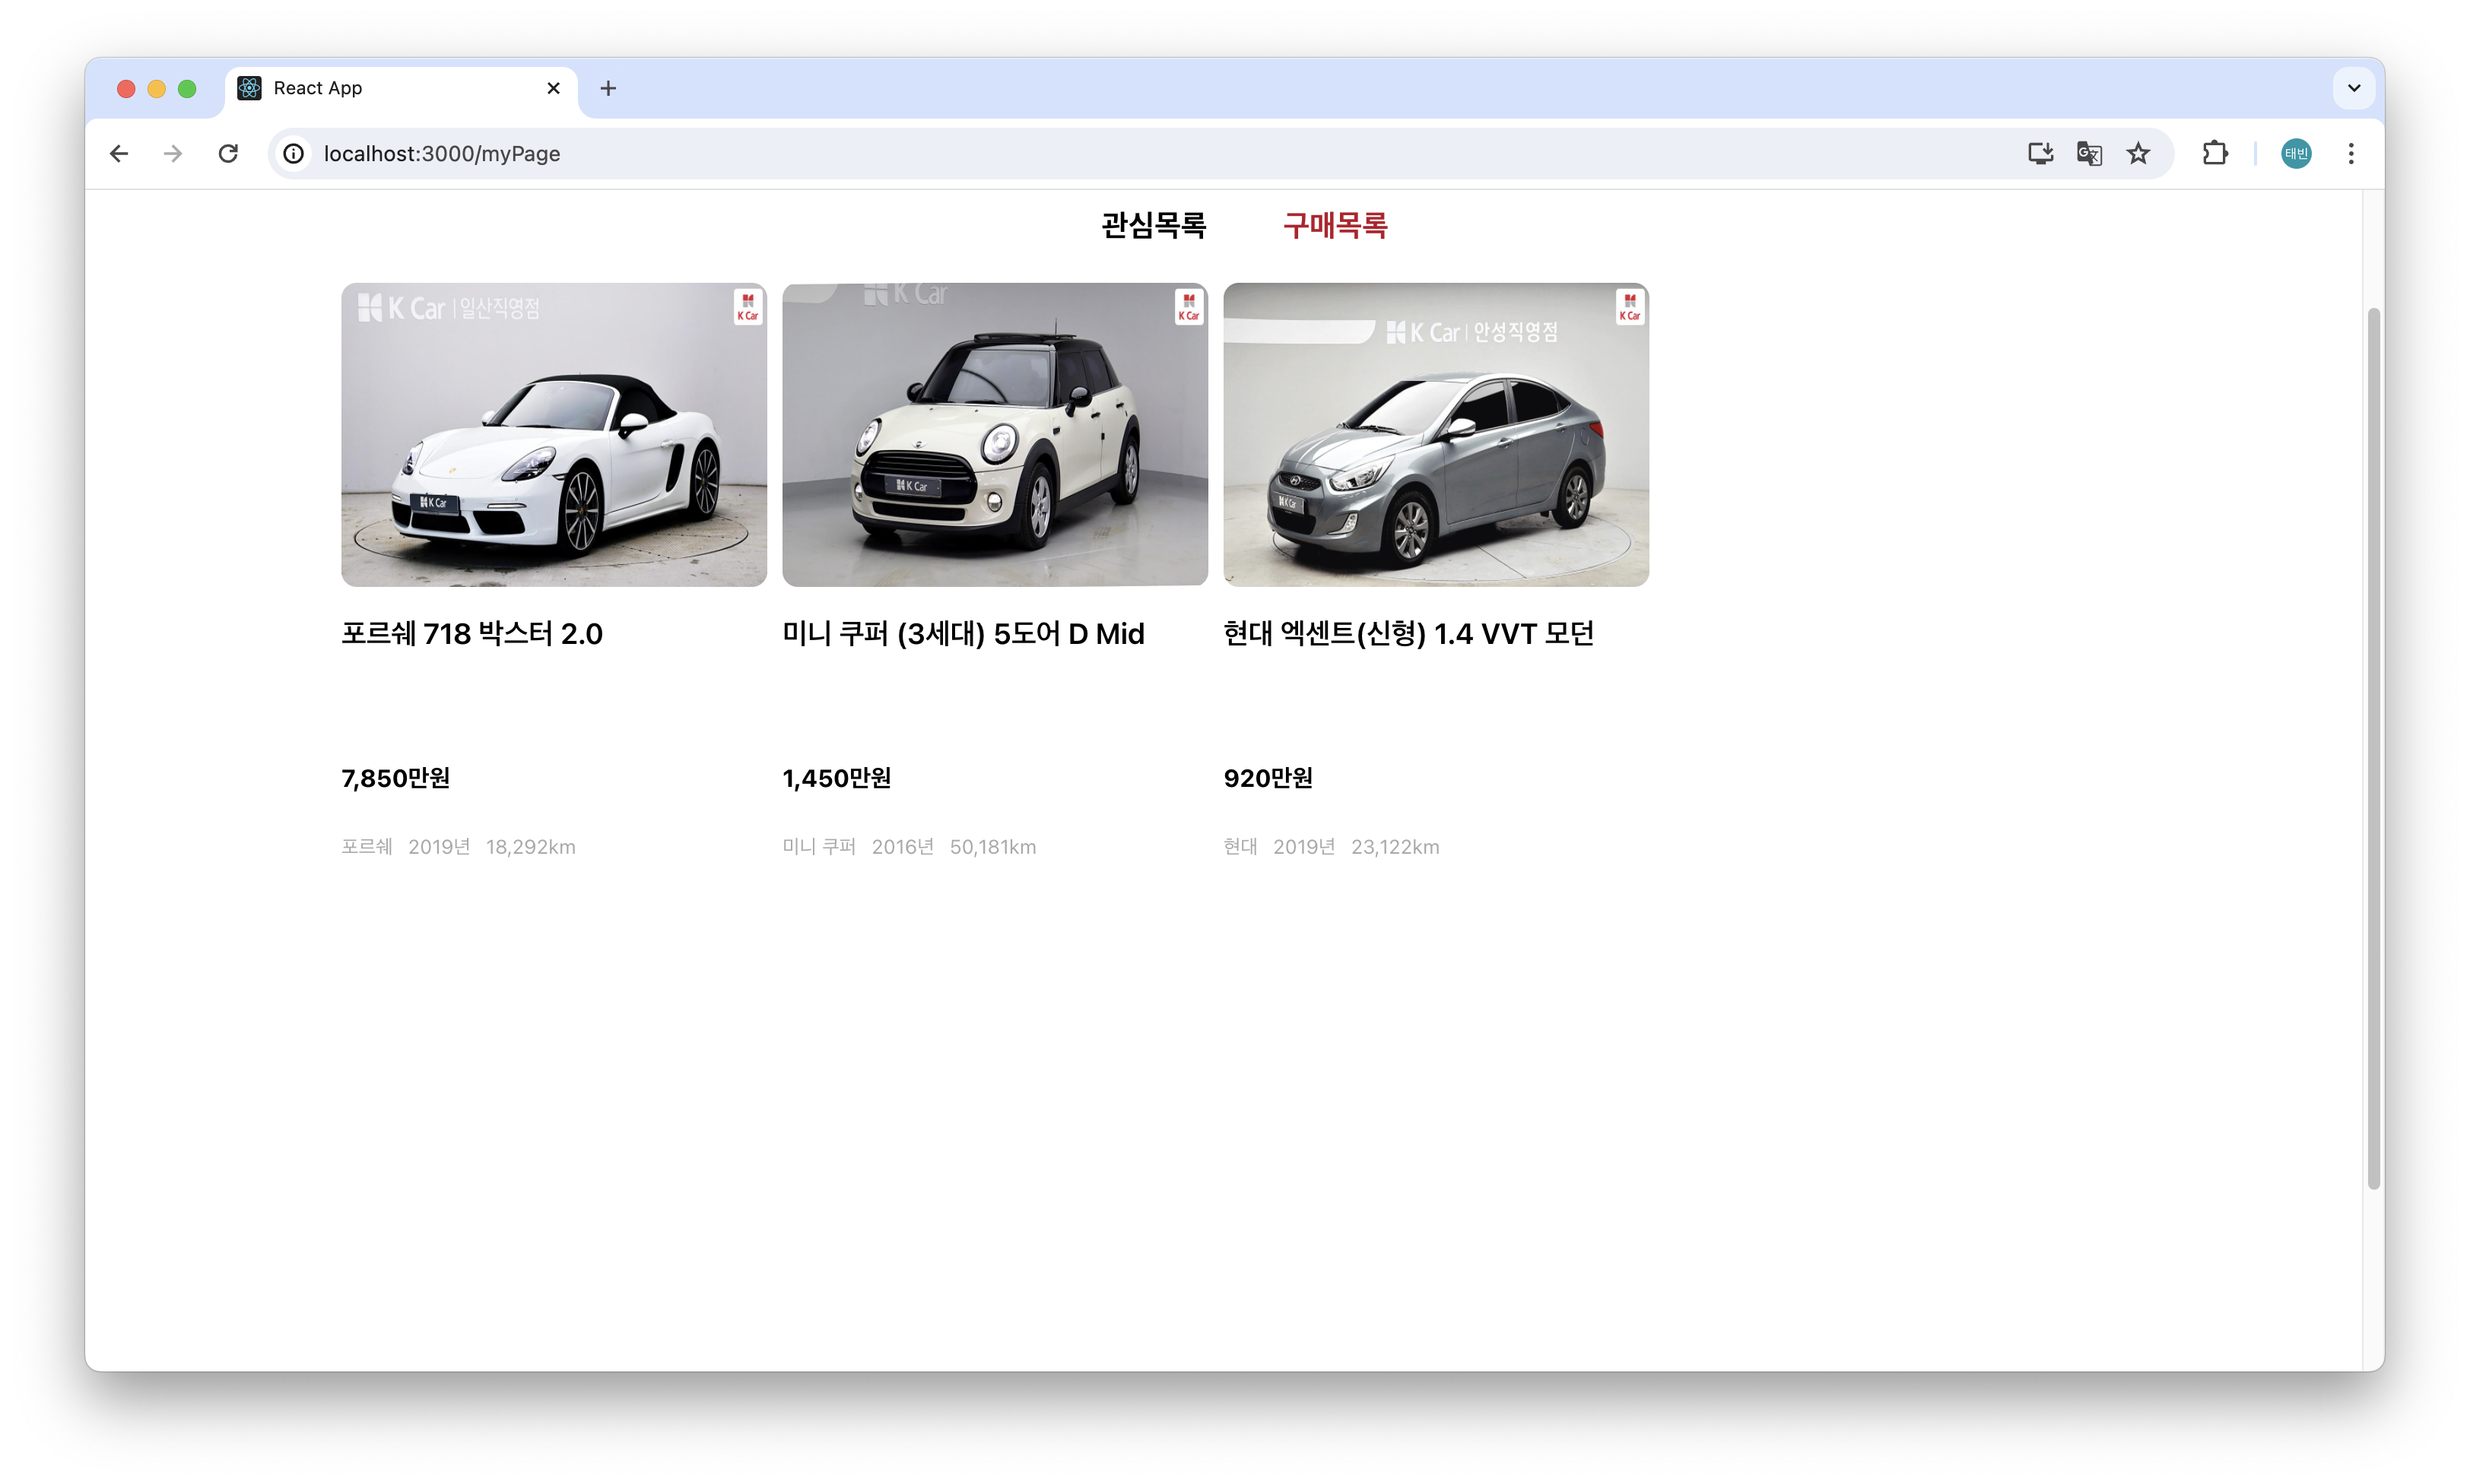 React App
localhost:3000/myPage
태빈
관심목록 구매목록
K Car 일산직영점
K Car
K Car
K Car
K Car
K Car
K Car 안성직영점
K Car
K Car
포르쉐 718 박스터 2.0
미니 쿠퍼 (3세대) 5도어 D Mid
현대 엑센트(신형) 1.4 VVT 모던
7,850만원
1,450만원
920만원
포르쉐 2019년 18,292km
미니 쿠퍼 2016년 50,181km
현대 2019년 23,122km